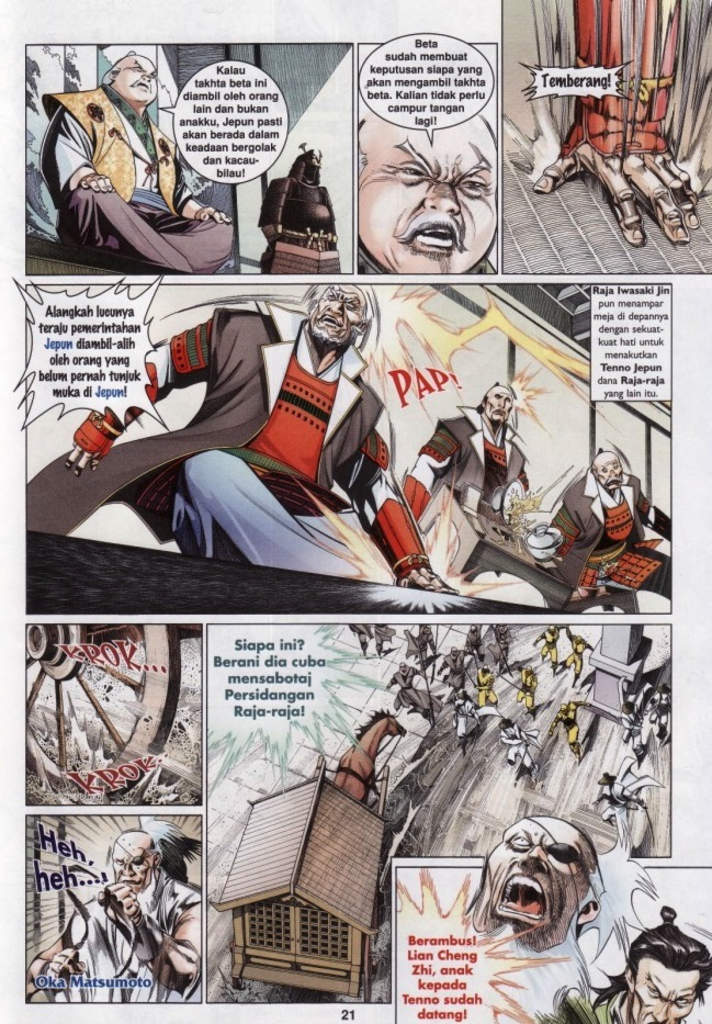 Kalau
takhta beta ini
diambil oleh orang
lain dan bukan
anakku, Jepun pasti
akan berada dalam
keadaan bergolak
dan kacau-
bilau!
Beta
sudah membuat
keputusan siapa yang
akan mengambil takhta
beta. Kalian tidak perlu
campur tangan
lagi!
Temberang!
Alangkah lucunya
teraju pemerintahan
Jepun diambil-alih
oleh orang yang
belum pernah tunjuk
muka di Jepun!
PAP!
Raja Iwasaki Jin
pun menampar
meja di depannya
dengan sekuat-
kuat hati untuk
menakutkan
Tenno Jepun
dana Raja-raja
yang lain itu.
KROK...
KROK...
Siapa ini?
Berani dia cuba
mensabotaj
Persidangan
Raja-raja!
Heh,
heh...!
Oka Matsumoto
Berambus!
Lian Cheng
Zhi, anak
kepada
Tenno sudah
datang!
21